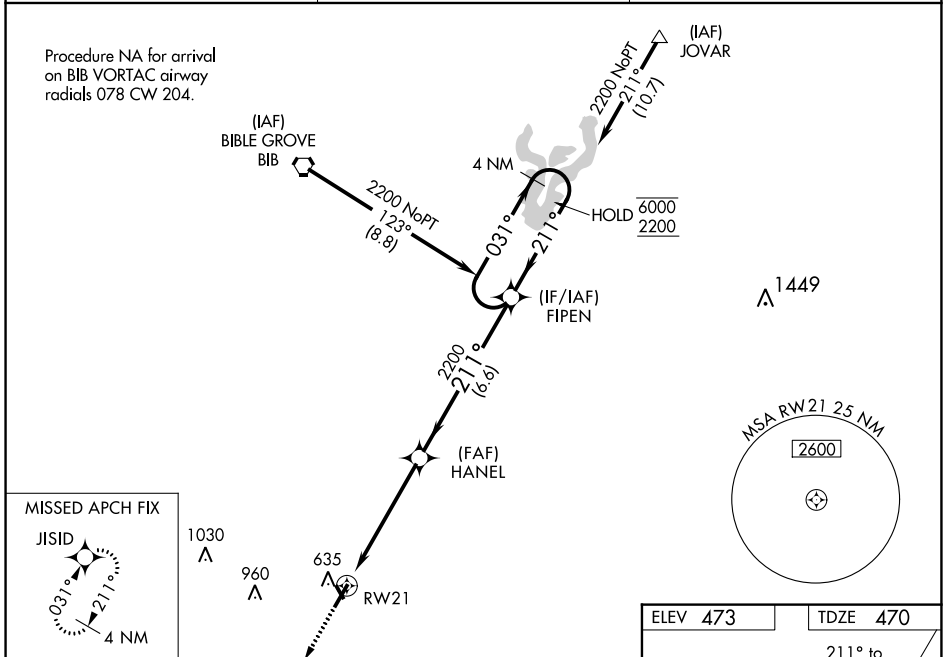 Procedure NA for arrival
on BIB VORTAC airway
radials 078 CW 204.
(IAF)
JOVAR
2200 NoPT
211°
(10.7)
(IAF)
BIBLE GROVE
BIB
4 NM
2200 NoPT
123°
(8.8)
HOLD 6000
2200
031°
211°
(IF/IAF)
FIPEN
1449
2200
211°
(6.6)
MSA RW21 25 NM
2600
(FAF)
HANEL
MISSED APCH FIX
JISID
031°
211°
4 NM
1030
960
635
RW21
ELEV 473
TDZE 470
211° to